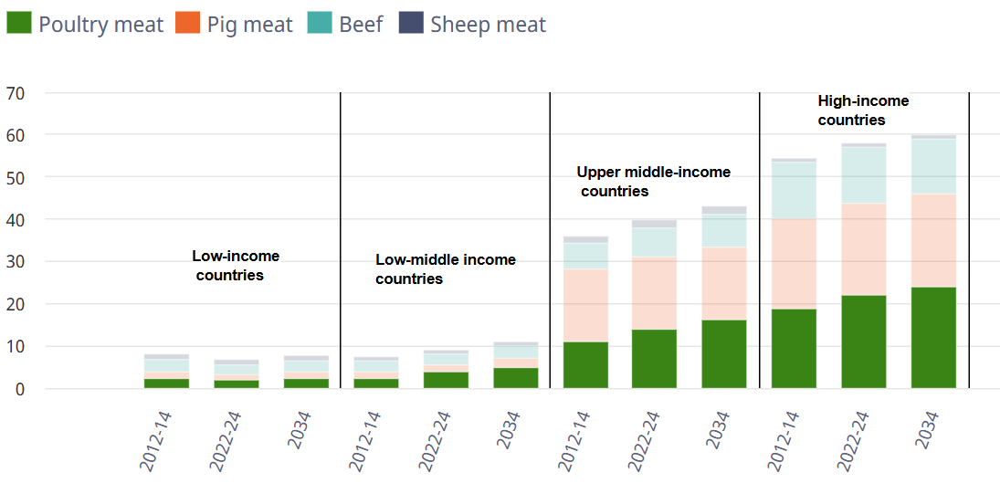 Poultry meat Pig meat Beef Sheep meat
70
60
50
40
30
20
10
0
High-income
countries
Upper middle-income
countries
Low-income
countries
Low-middle income
countries
2012-14 2022-24 2034 2012-14 2022-24 2034 2012-14 2022-24 2034 2012-14 2022-24 2034